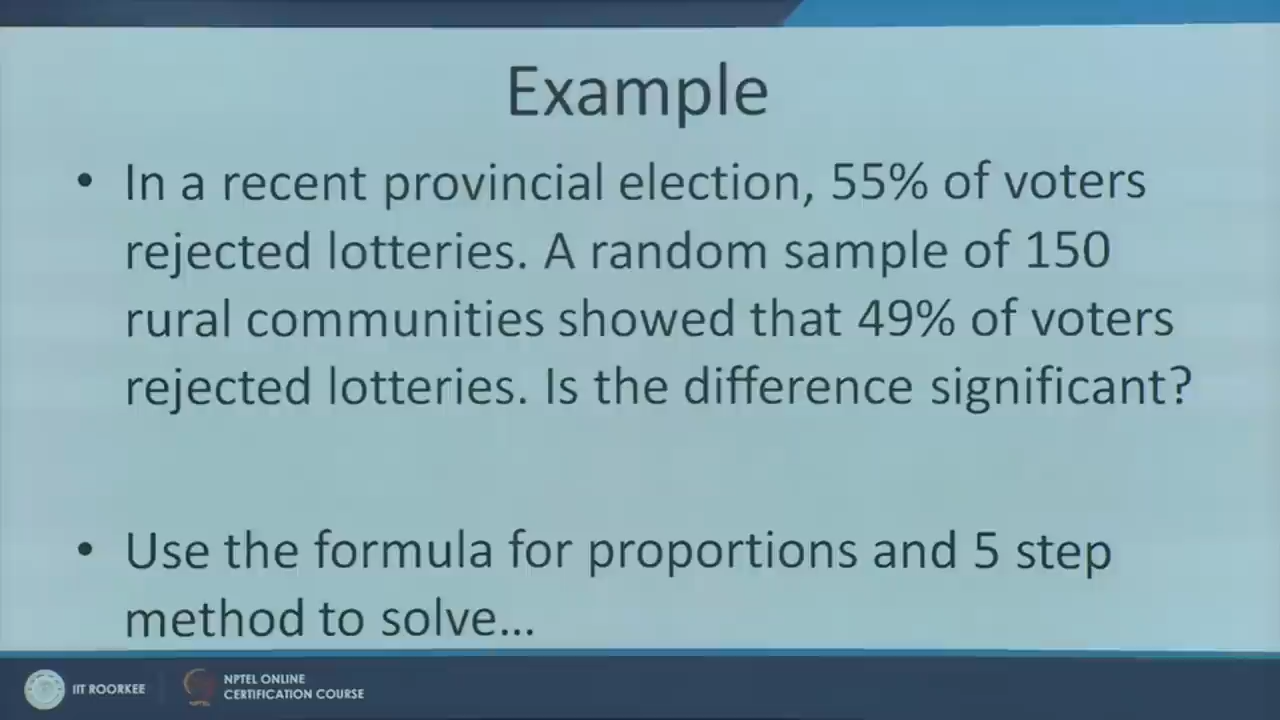 Example
• In a recent provincial election, 55% of voters
rejected lotteries. A random sample of 150
rural communities showed that 49% of voters
rejected lotteries. Is the difference significant?
• Use the formula for proportions and 5 step
method to solve...
IIT ROORKEE
NPTEL ONLINE
CERTIFICATION COURSE
NPTEL